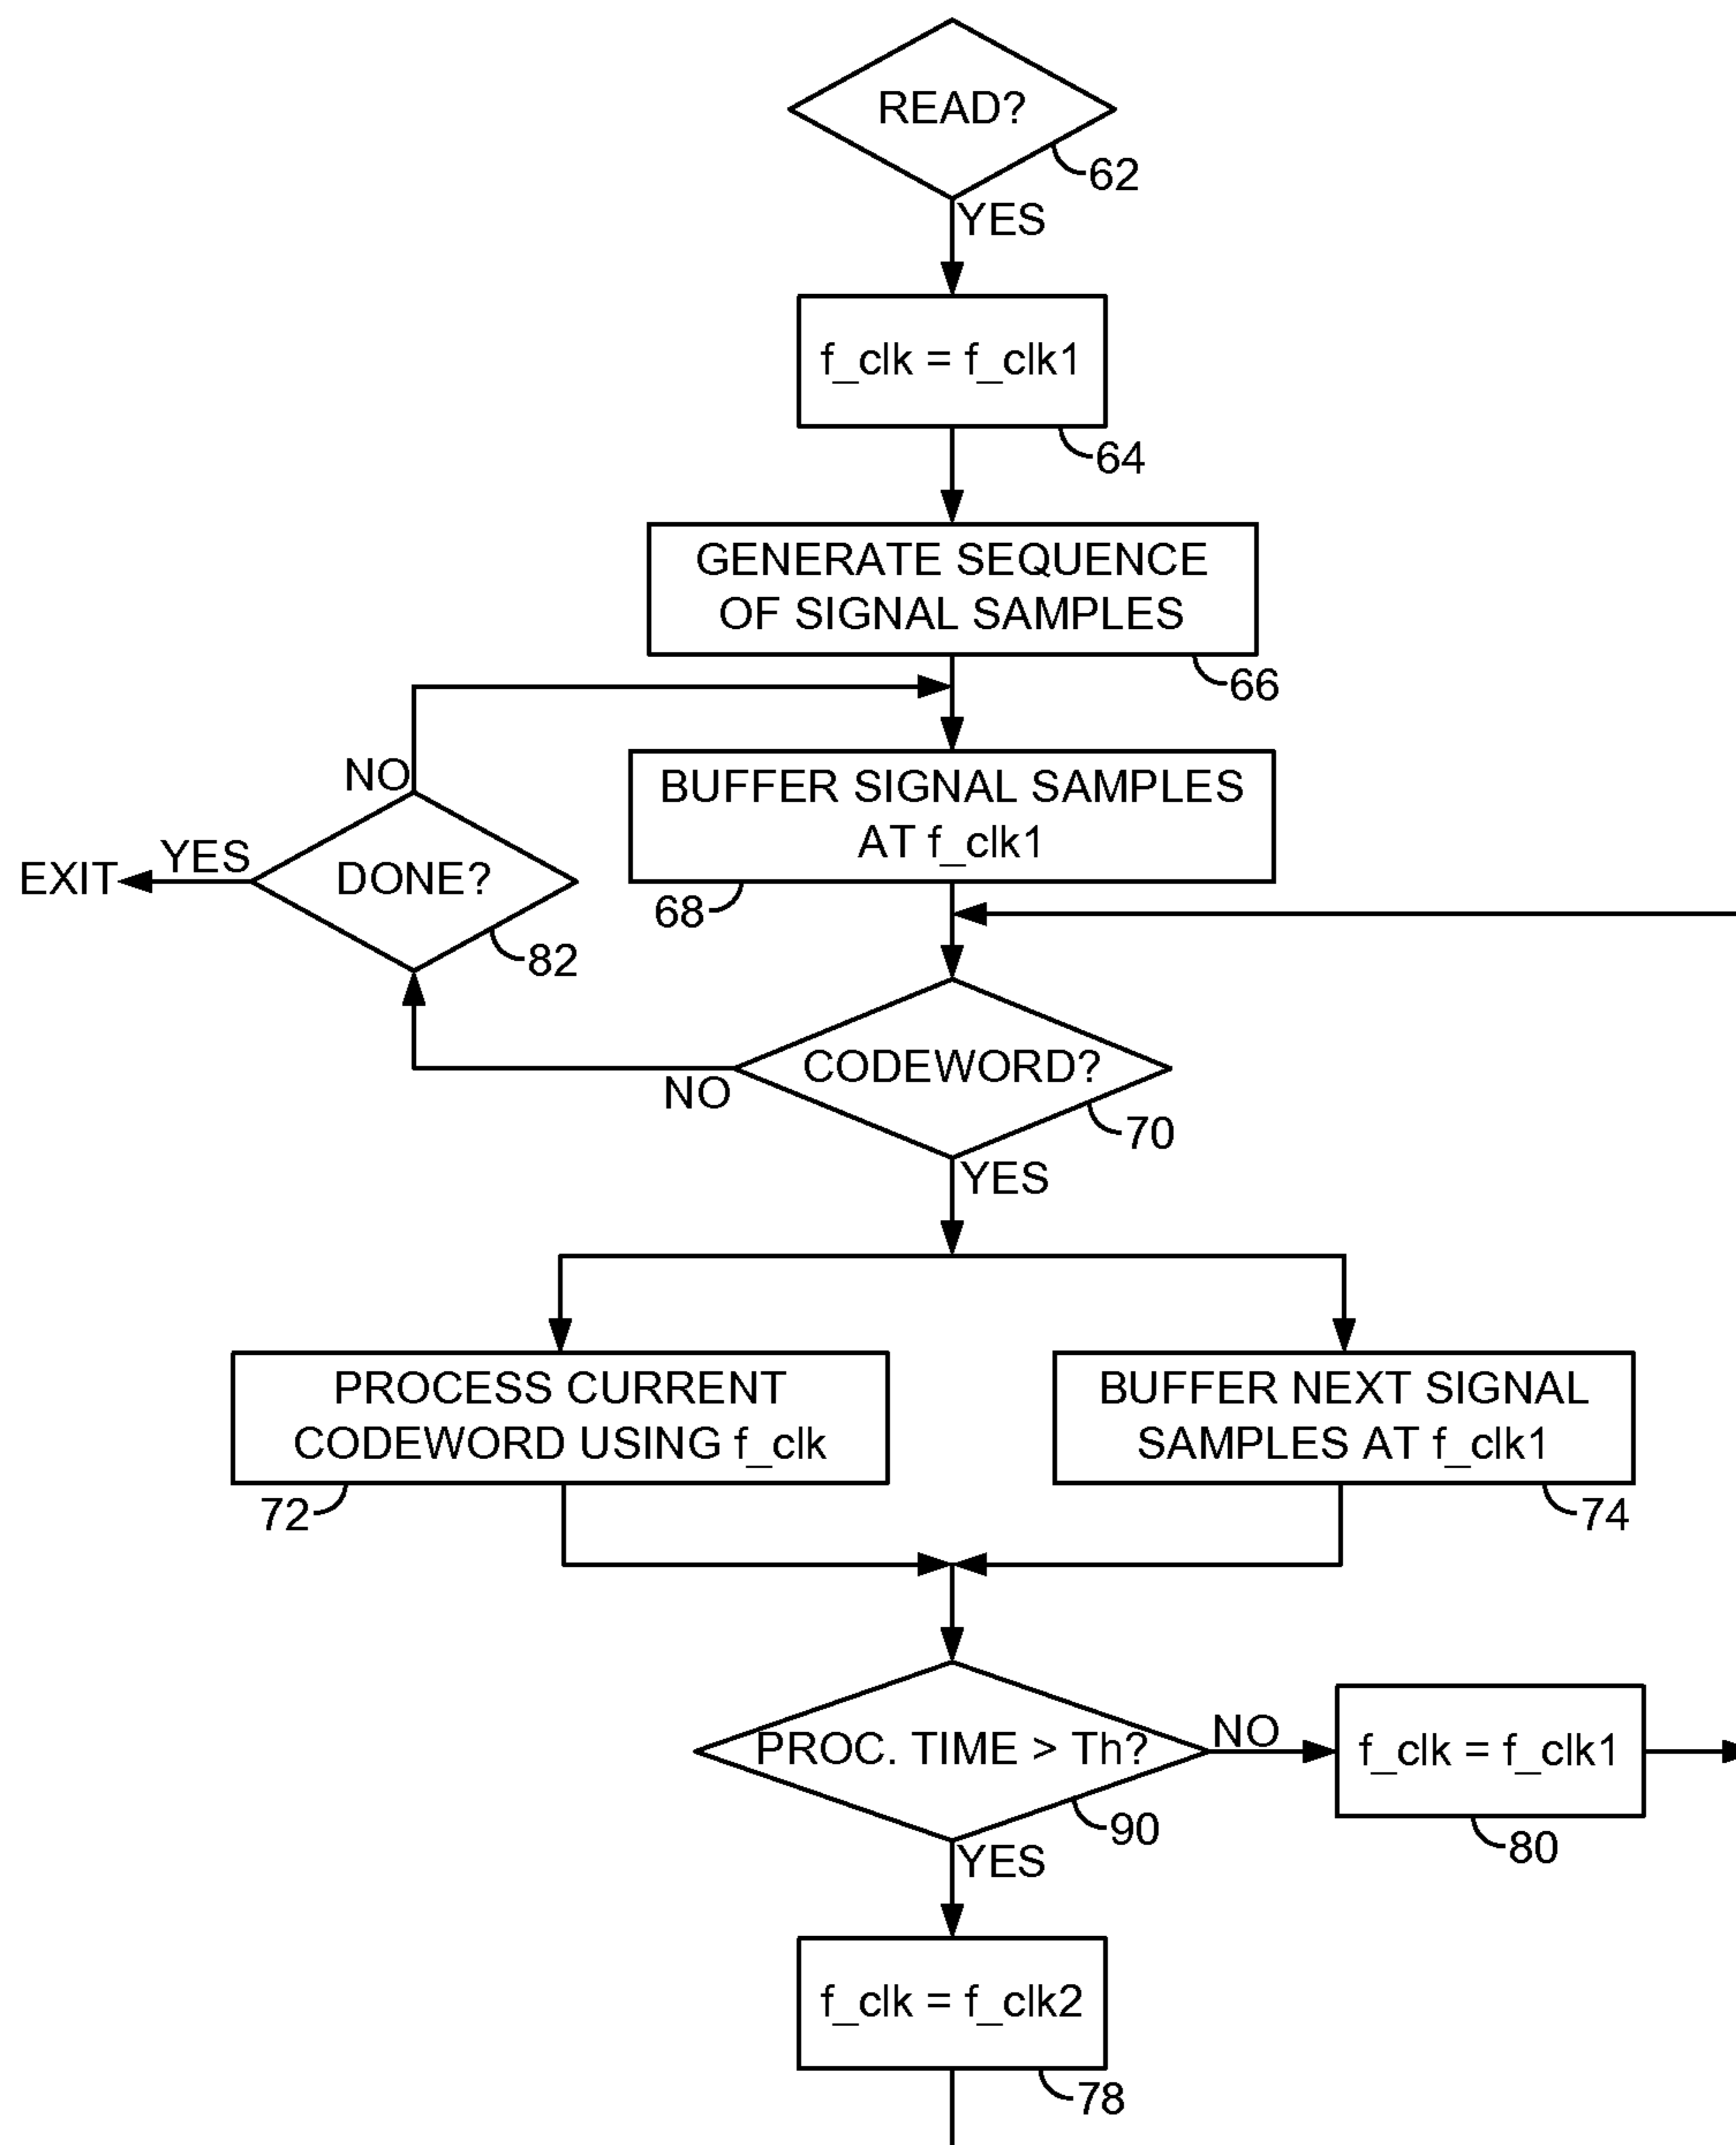 READ?
62
YES
f_clk = f_clk1
64
GENERATE SEQUENCE
OF SIGNAL SAMPLES
66
NO
BUFFER SIGNAL SAMPLES
AT f_clk1
68
YES
EXIT
DONE?
82
CODEWORD?
NO
70
YES
PROCESS CURRENT
CODEWORD USING f_clk
72
BUFFER NEXT SIGNAL
SAMPLES AT f_clk1
74
PROC. TIME > Th?
NO
90
f_clk = f_clk1
80
YES
f_clk = f_clk2
78